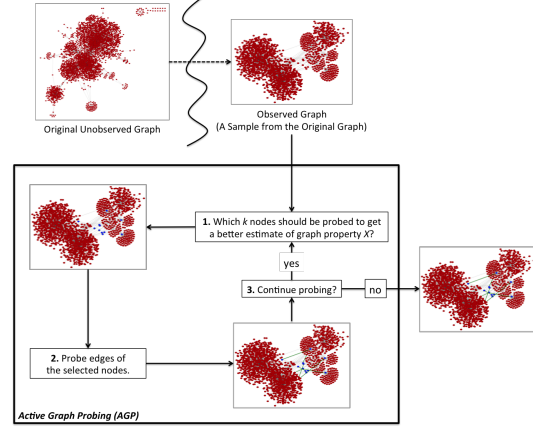 Original Unobserved Graph
Observed Graph
(A Sample from the Original Graph)
1. Which k nodes should be probed to get
a better estimate of graph property X?
yes
3. Continue probing?
no
2. Probe edges of
the selected nodes.
Active Graph Probing (AGP)